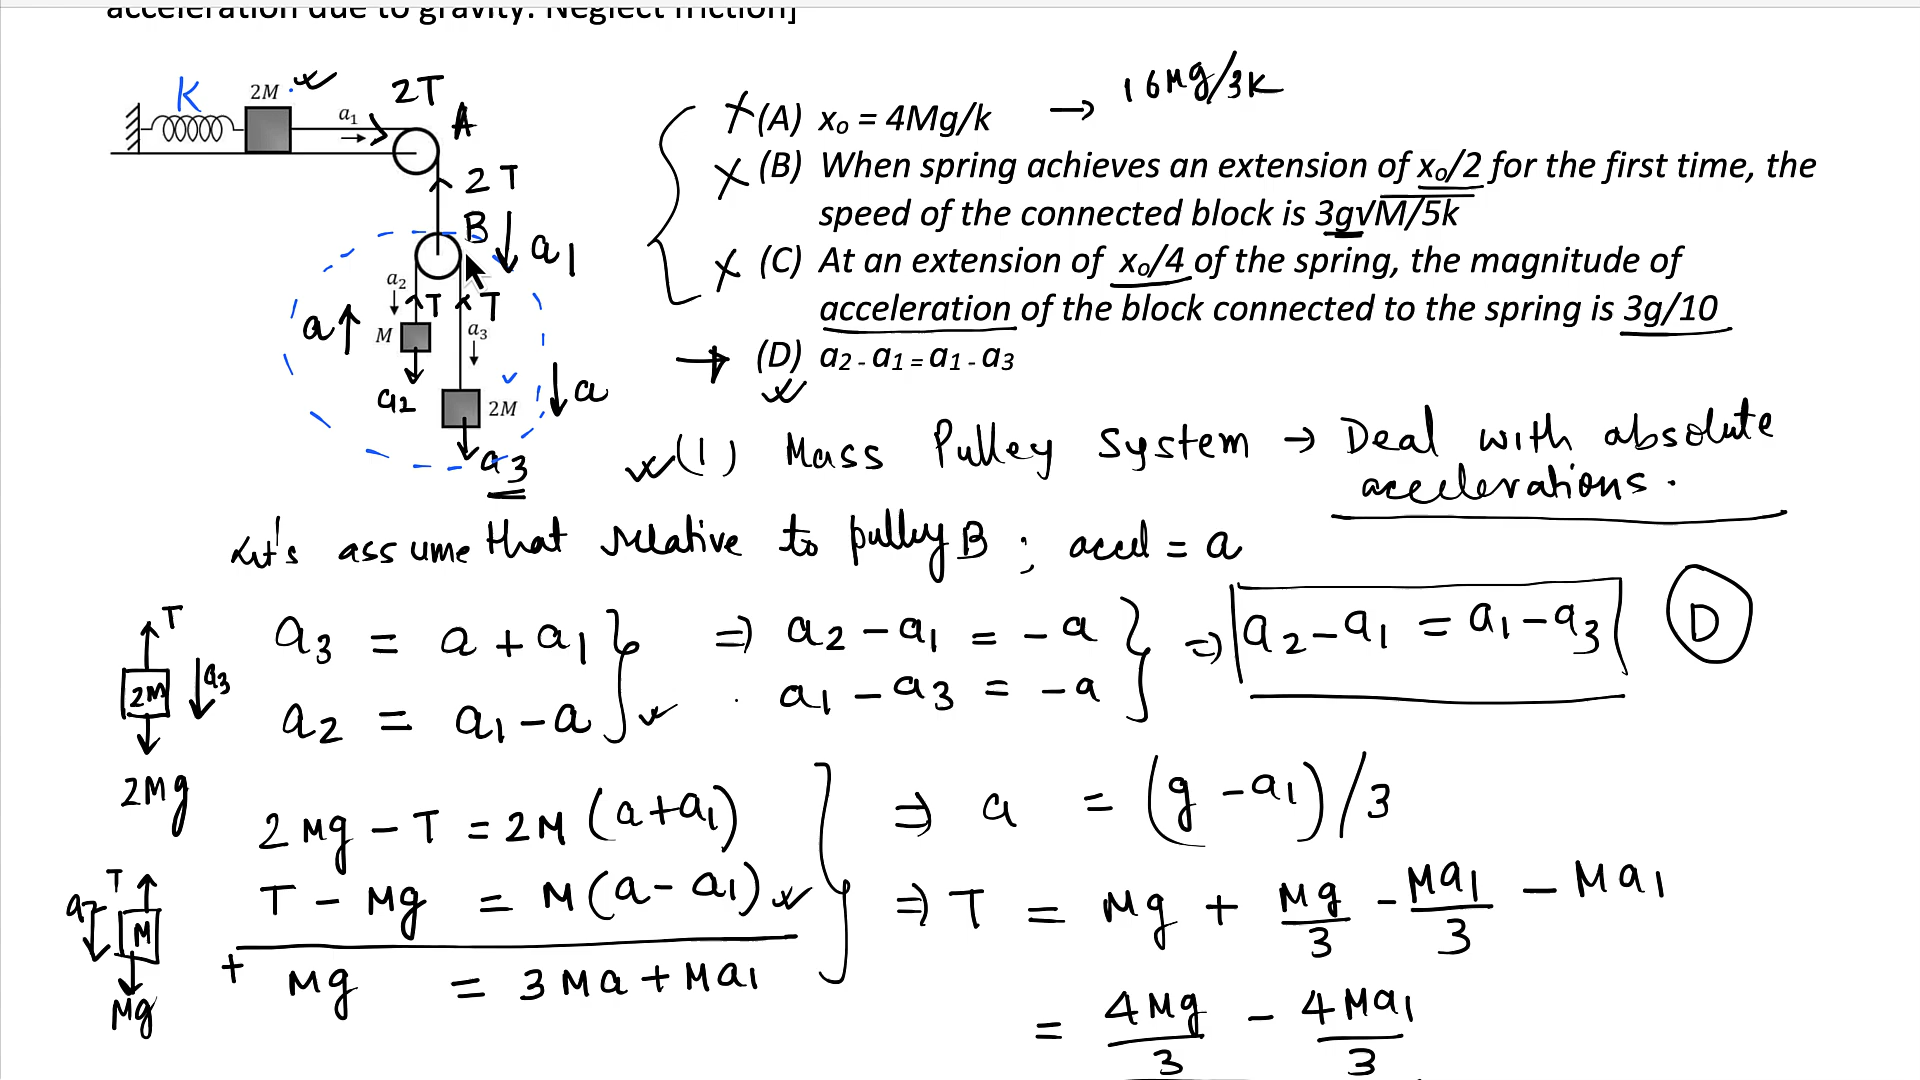 acceleration due to gravity. Neglect friction]
K
2M
a1
2T
A
16Mg/3K
(A) xo = 4Mg/k →
2T
B
a1
(B) When spring achieves an extension of xo/2 for the first time, the
speed of the connected block is 3g√M/5k
(C) At an extension of xo/4 of the spring, the magnitude of
acceleration of the block connected to the spring is 3g/10
→ (D) a2 - a1 = a1 - a3
a2
T T
a
M
a3
a2
2M
a
a3
(1) Mass Pulley System → Deal with absolute
accelerations.
Let's assume that relative to pulley B ; accel = a
T
2M
a3
2Mg
a3 = a + a1
a2 = a1 - a
⇒ a2 - a1 = -a
a1 - a3 = -a
⇒ a2 - a1 = a1 - a3
D
2Mg - T = 2M (a+a1)
T - Mg = M(a - a1)
+ Mg = 3Ma + Ma1
T
a2
M
Mg
⇒ a = (g - a1)/3
⇒ T = Mg + Mg/3 - Ma1/3 - Ma1
= 4Mg/3 - 4Ma1/3